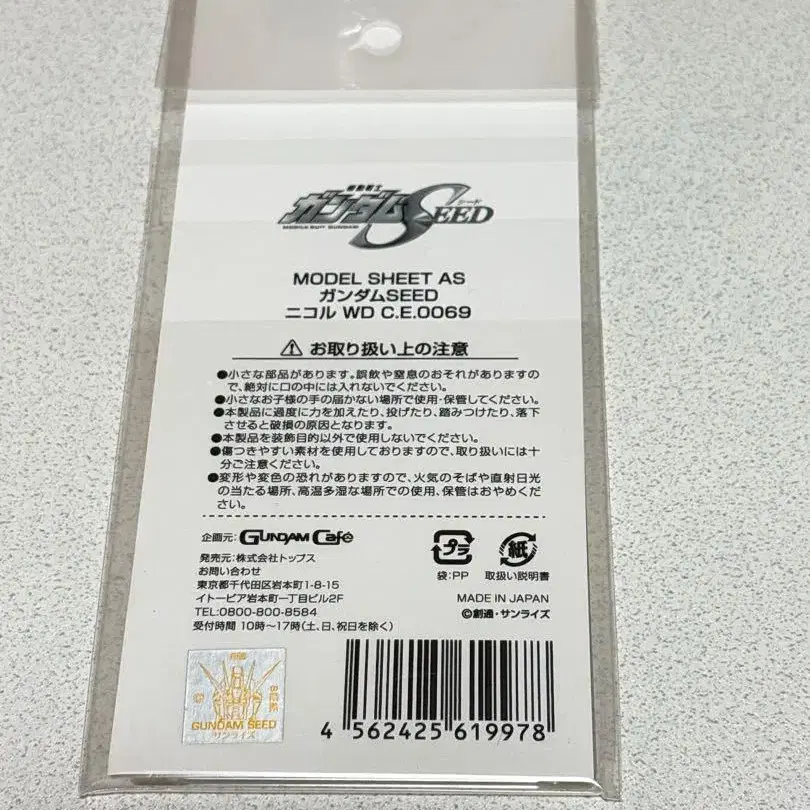 機動戦士
ガンダムSEED
シード
MOBILE SUIT GUNDAM
MODEL SHEET AS
ガンダムSEED
ニコル WD C.E.0069
お取り扱い上の注意
●小さな部品があります。誤飲や窒息のおそれがありますの
で、絶対に口の中には入れないでください。
●小さなお子様の手の届かない場所で使用・保管してください。
●本製品に過度に力を加えたり、投げたり、踏みつけたり、落下
させると破損の原因となります。
●本製品を装飾目的以外で使用しないでください。
●傷つきやすい素材を使用しておりますので、取り扱いには十
分ご注意ください。
●変形や変色の恐れがありますので、火気のそばや直射日光
の当たる場所、高温多湿な場所での使用、保管はおやめくだ
さい。
企画元: GUNDAM Café
発売元:株式会社トップス
お問い合わせ
東京都千代田区岩本町1-8-15
イトーピア岩本町一丁目ビル2F
TEL:0800-800-8584
受付時間 10時〜17時(土、日、祝日を除く)
プラ
袋:PP
紙
取扱い説明書
MADE IN JAPAN
©創通・サンライズ
©
GUNDAM SEED
サンライズ
4 562425 619978